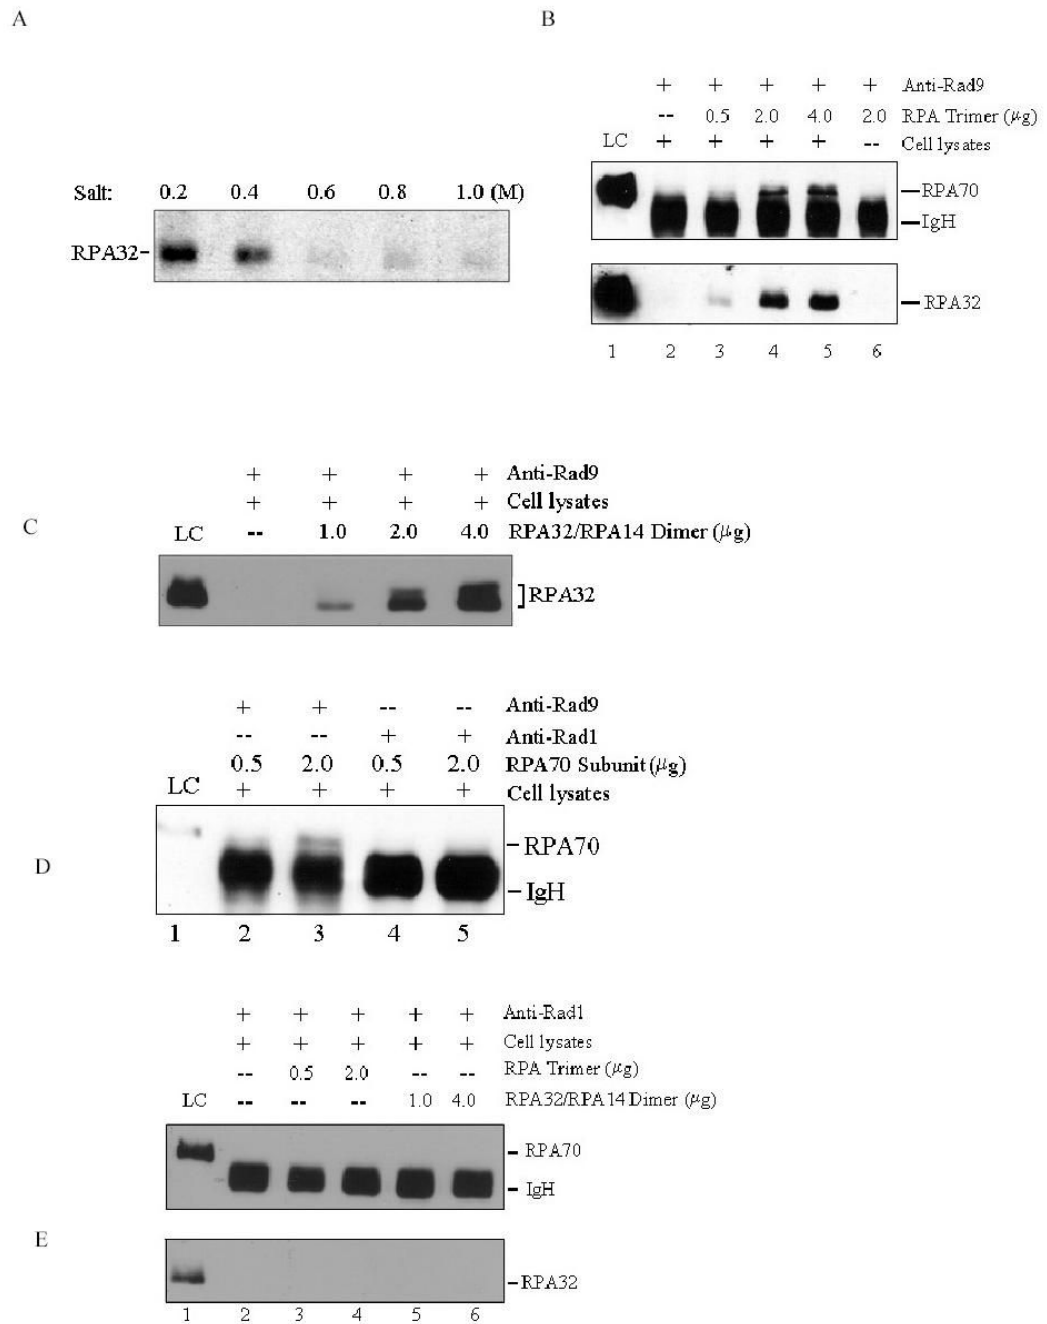 A
Salt: 0.2 0.4 0.6 0.8 1.0 (M)
RPA32-
B
+ + + + + Anti-Rad9
-- 0.5 2.0 4.0 2.0 RPA Trimer (μg)
LC + + + + -- Cell lysates
RPA70
IgH
RPA32
1 2 3 4 5 6
C
+ + + + Anti-Rad9
+ + + + Cell lysates
LC -- 1.0 2.0 4.0 RPA32/RPA14 Dimer (μg)
]RPA32
D
+ + -- -- Anti-Rad9
-- -- + + Anti-Rad1
0.5 2.0 0.5 2.0 RPA70 Subunit (μg)
LC + + + + Cell lysates
RPA70
IgH
1 2 3 4 5
E
+ + + + + Anti-Rad1
+ + + + + Cell lysates
-- 0.5 2.0 -- -- RPA Trimer (μg)
LC -- -- -- 1.0 4.0 RPA32/RPA14 Dimer (μg)
RPA70
IgH
RPA32
1 2 3 4 5 6